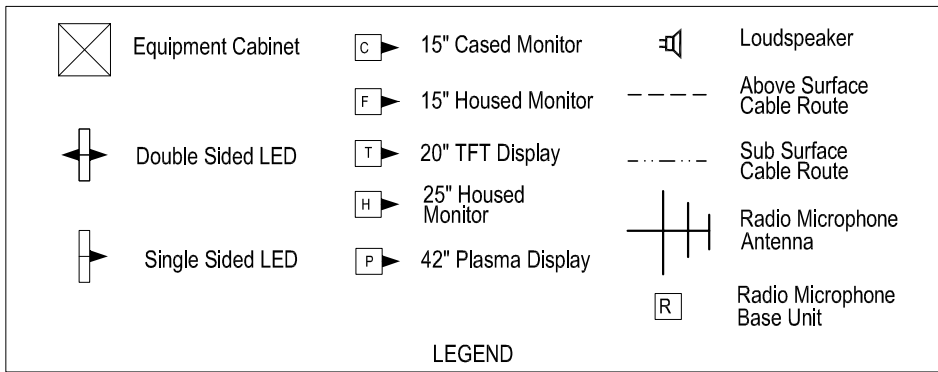 Equipment Cabinet
Double Sided LED
Single Sided LED
C 15" Cased Monitor
F 15" Housed Monitor
T 20" TFT Display
H 25" Housed
Monitor
P 42" Plasma Display
Loudspeaker
Above Surface
Cable Route
Sub Surface
Cable Route
Radio Microphone
Antenna
R Radio Microphone
Base Unit
LEGEND